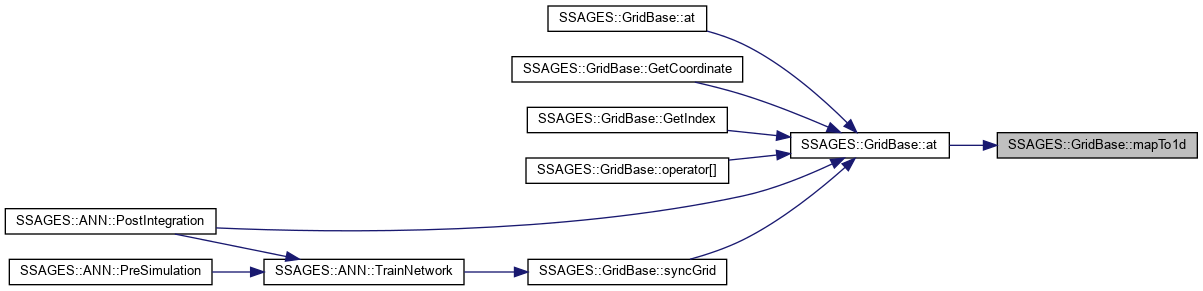 SSAGES::GridBase::at
SSAGES::GridBase::GetCoordinate
SSAGES::GridBase::GetIndex
SSAGES::GridBase::at
SSAGES::GridBase::mapTo1d
SSAGES::GridBase::operator[]
SSAGES::ANN::PostIntegration
SSAGES::ANN::PreSimulation
SSAGES::ANN::TrainNetwork
SSAGES::GridBase::syncGrid